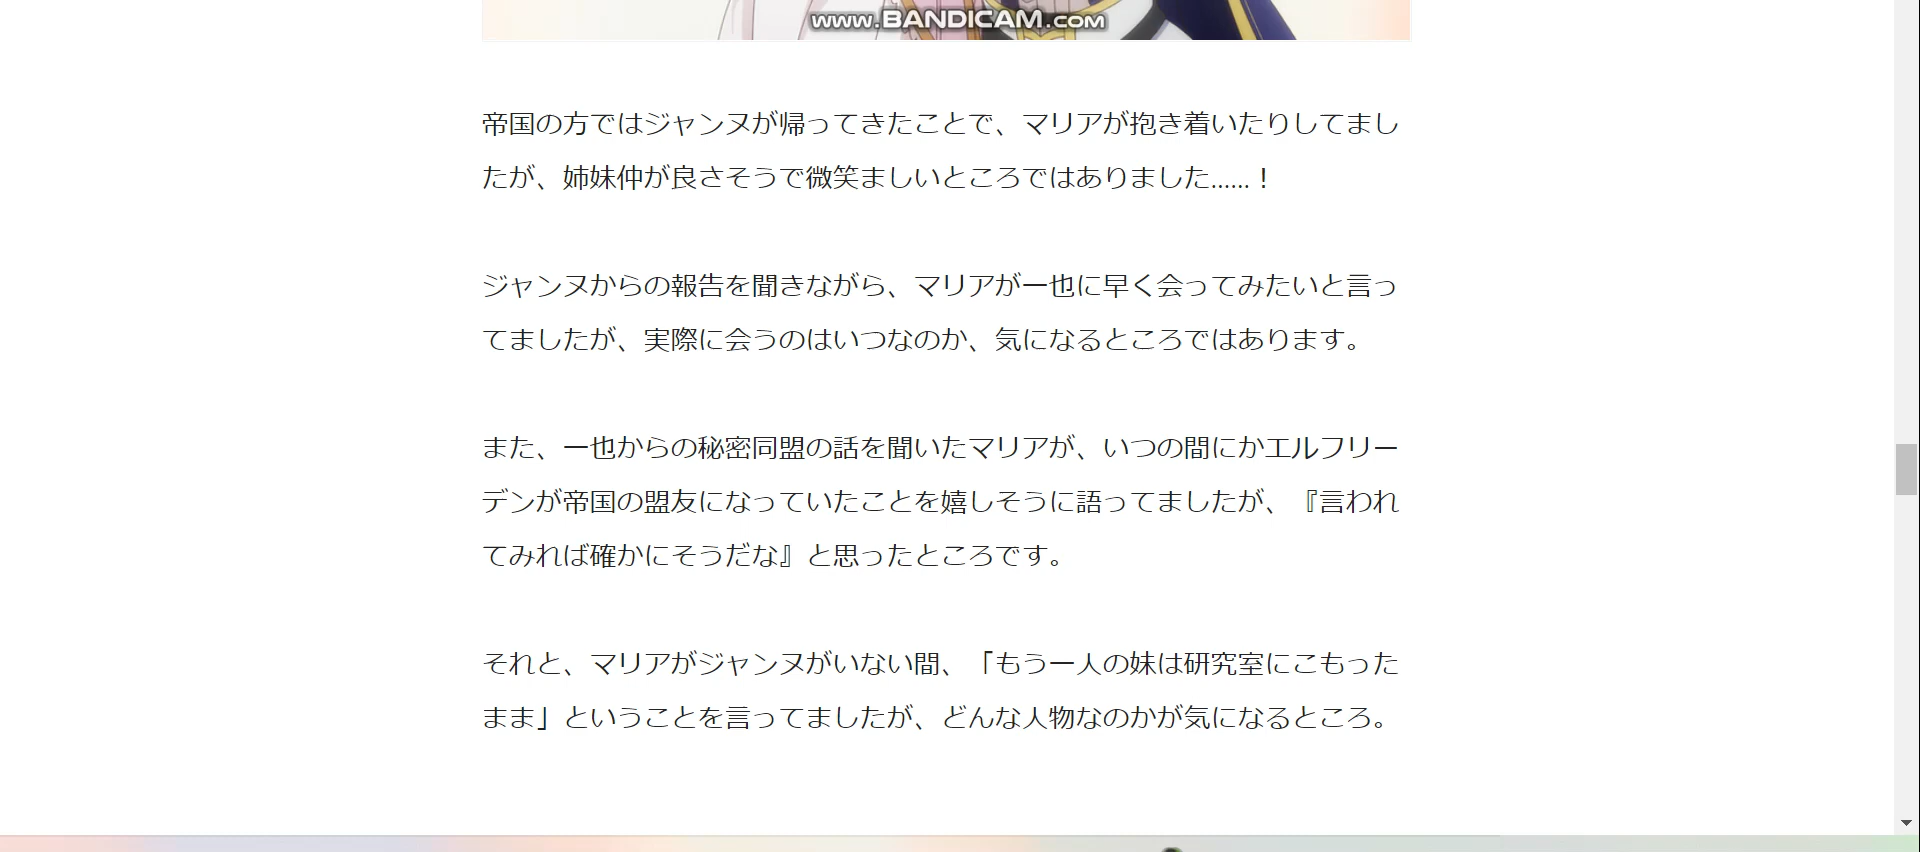 www.BANDICAM.com
帝国の方ではジャンヌが帰ってきたことで、マリアが抱き着いたりしてまし
たが、姉妹仲が良さそうで微笑ましいところではありました……！
ジャンヌからの報告を聞きながら、マリアが一也に早く会ってみたいと言っ
てましたが、実際に会うのはいつなのか、気になるところではあります。
また、一也からの秘密同盟の話を聞いたマリアが、いつの間にかエルフリー
デンが帝国の盟友になっていたことを嬉しそうに語ってましたが、『言われ
てみれば確かにそうだな』と思ったところです。
それと、マリアがジャンヌがいない間、「もう一人の妹は研究室にこもった
まま」ということを言ってましたが、どんな人物なのかが気になるところ。